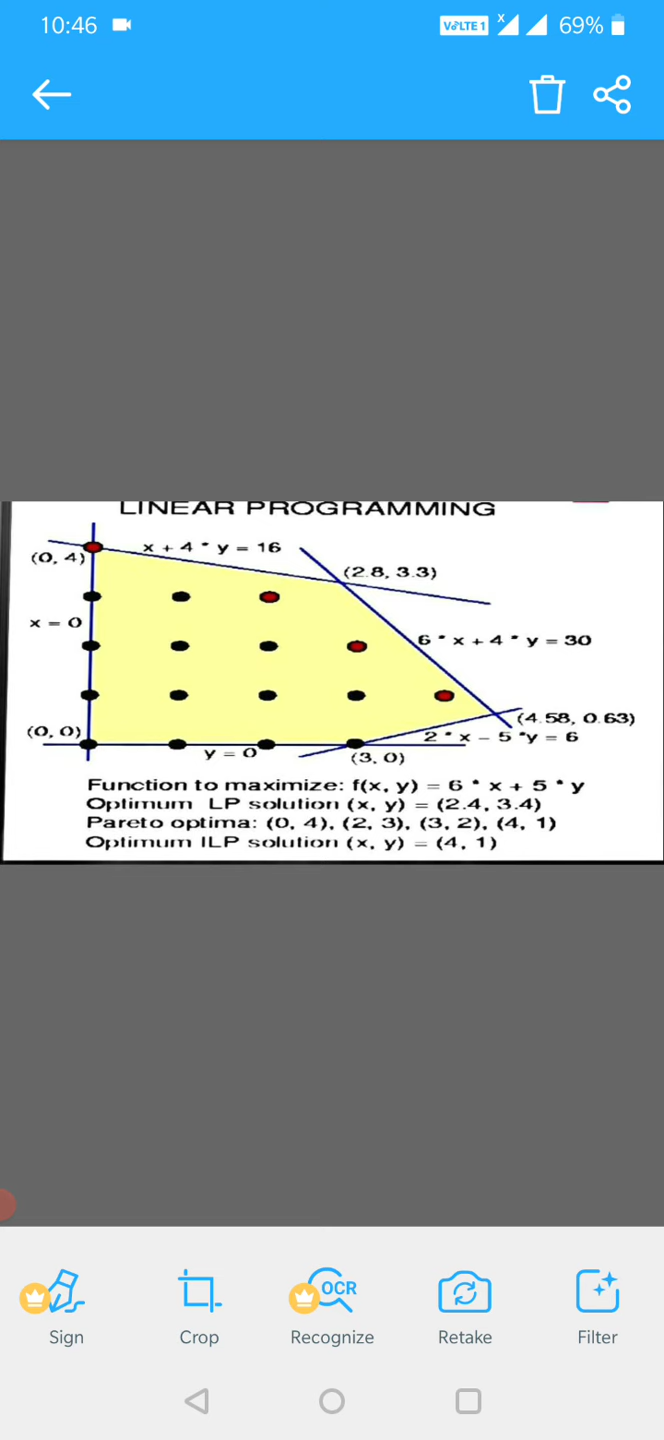 10:46
VoLTE 1
x
69%
LINEAR PROGRAMMING
(0, 4)
x + 4 * y = 16
(2.8, 3.3)
x = 0
6 * x + 4 * y = 30
(4.58, 0.63)
(0, 0)
2 * x – 5 *y = 6
y = 0
(3, 0)
Function to maximize: f(x, y) = 6 * x + 5 * y
Optimum LP solution (x, y) = (2.4, 3.4)
Pareto optima: (0, 4), (2, 3), (3, 2), (4, 1)
Optimum ILP solution (x, y) = (4, 1)
OCR
Sign
Crop
Recognize
Retake
Filter